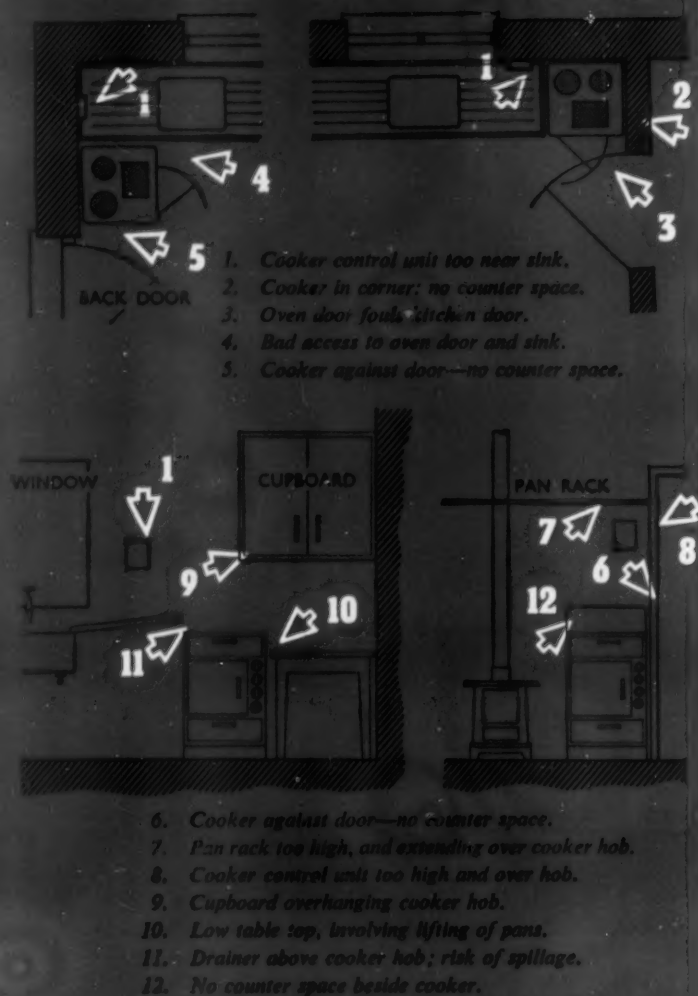 1
1
2
4
3
5
BACK DOOR
1. Cooker control unit too near sink.
2. Cooker in corner: no counter space.
3. Oven door fouls kitchen door.
4. Bad access to oven door and sink.
5. Cooker against door—no counter space.
WINDOW
1
CUPBOARD
PAN RACK
7
8
9
6
10
12
11
6. Cooker against door—no counter space.
7. Pan rack too high, and extending over cooker hob.
8. Cooker control unit too high and over hob.
9. Cupboard overhanging cooker hob.
10. Low table top, involving lifting of pans.
11. Drainer above cooker hob; risk of spillage.
12. No counter space beside cooker.